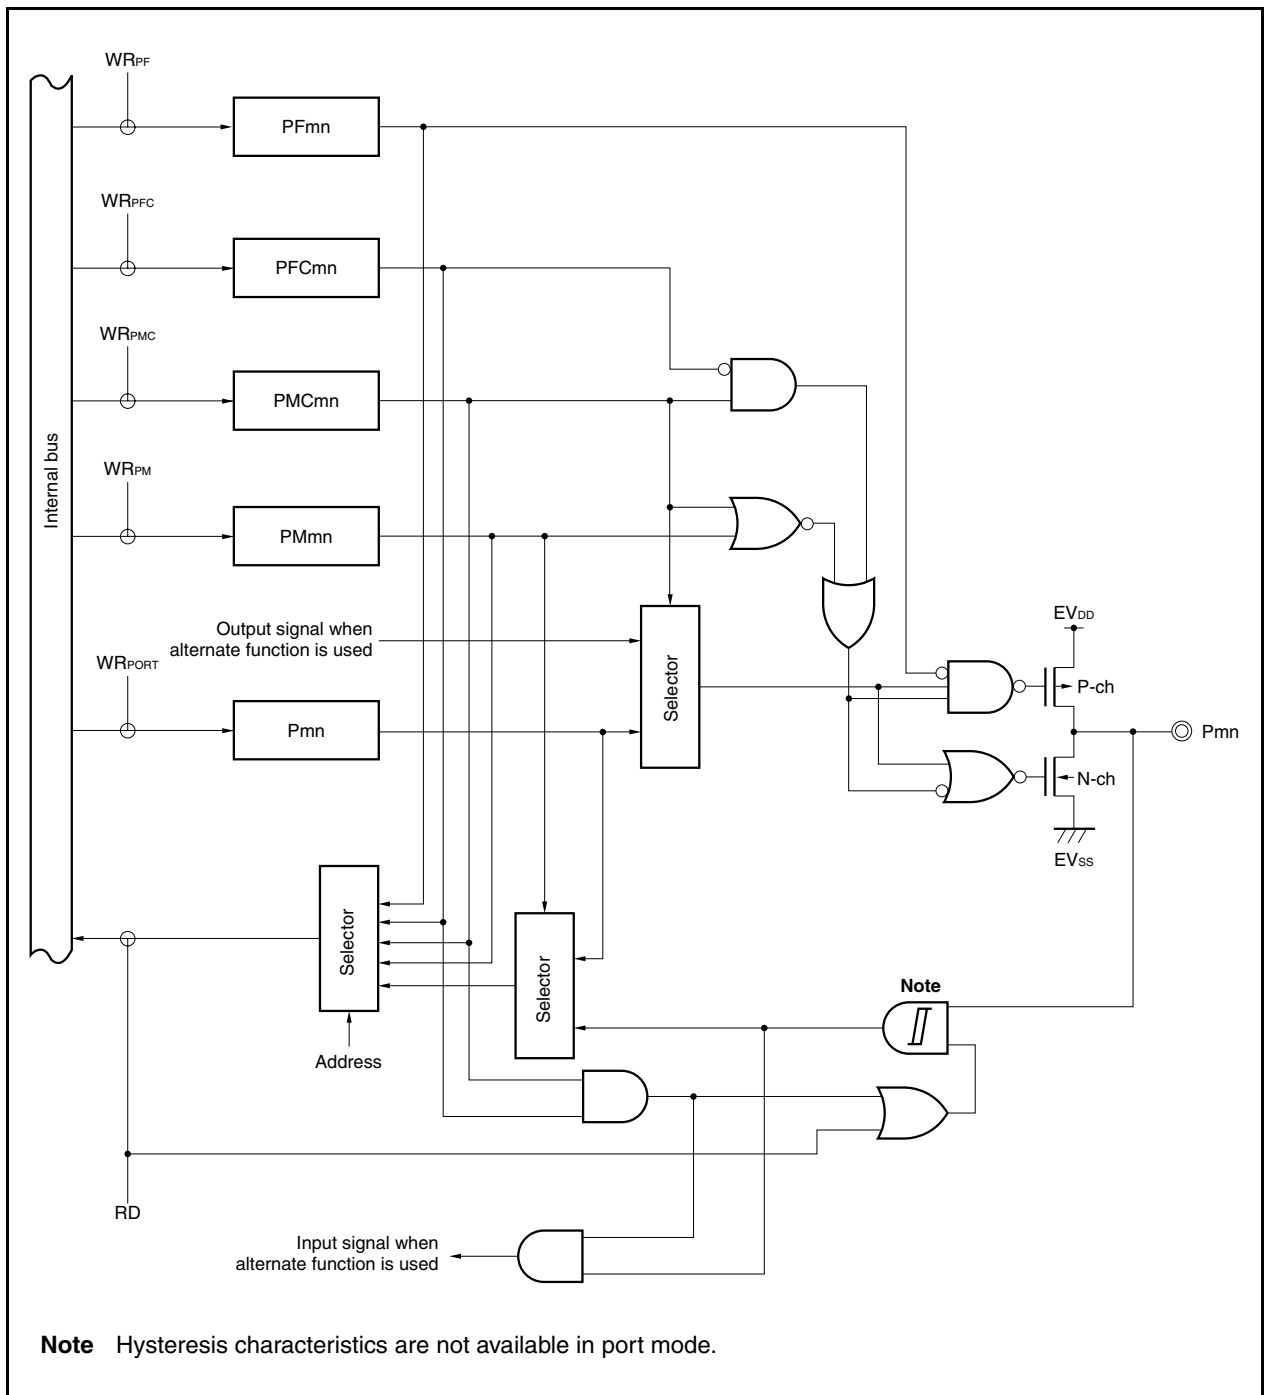 WRPF
PFmn
WRPFC
PFCmn
WRPMC
PMCmn
Internal bus
WRPM
PMmn
Output signal when
alternate function is used
WRPORT
Pmn
Selector
EVDD
P-ch
Pmn
N-ch
EVSS
Selector
Selector
Note
Address
RD
Input signal when
alternate function is used
Note Hysteresis characteristics are not available in port mode.